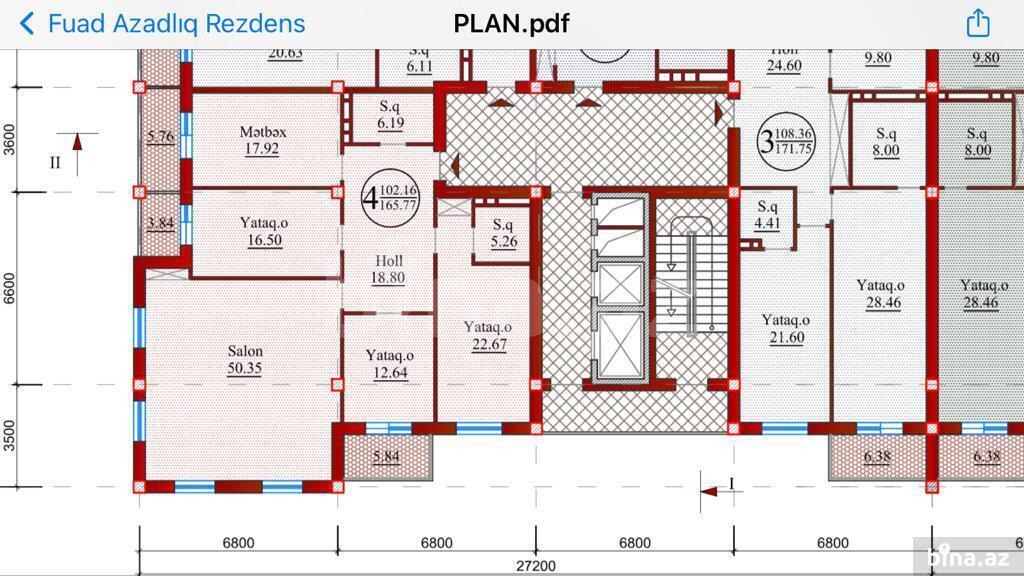 Fuad Azadlıq Rezdens
PLAN.pdf
20.63
S.q
6.11
Holl
24.60
9.80
9.80
3600
5.76
Mətbəx
17.92
S.q
6.19
3
108.36
171.75
S.q
8.00
S.q
8.00
II
4
102.16
165.77
3.84
Yataq.o
16.50
S.q
5.26
S.q
4.41
Holl
18.80
6600
Yataq.o
28.46
Yataq.o
28.46
Yataq.o
22.67
Yataq.o
21.60
Salon
50.35
Yataq.o
12.64
3500
5.84
6.38
6.38
I
6800
6800
6800
6800
27200
bina.az